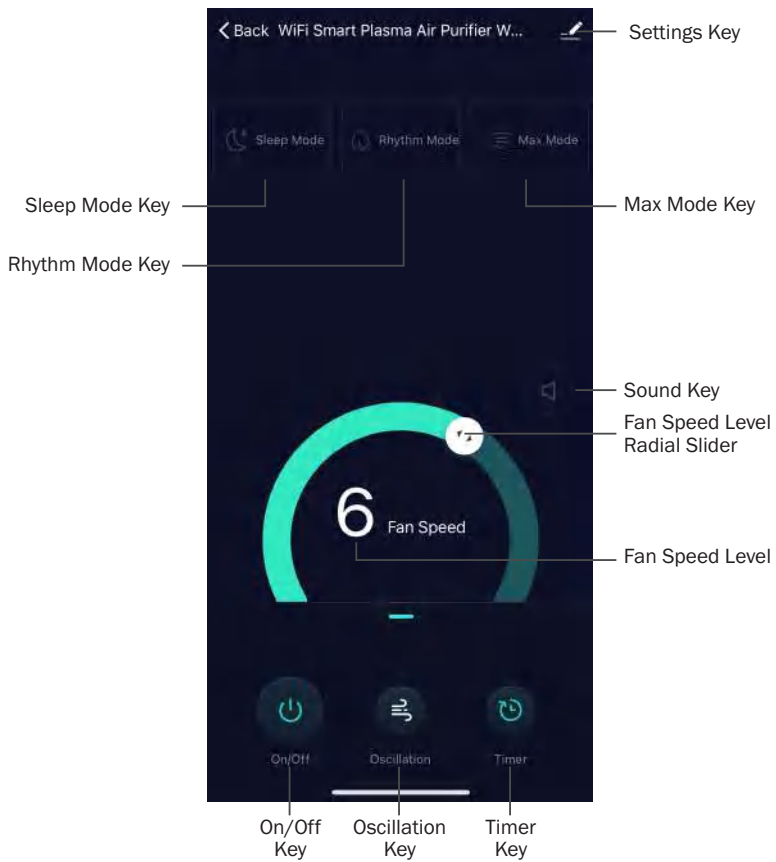 Back WiFi Smart Plasma Air Purifier W...
Settings Key
Sleep Mode
Rhythm Mode
Max Mode
Sleep Mode Key
Max Mode Key
Rhythm Mode Key
Sound Key
Fan Speed Level
Radial Slider
6 Fan Speed
Fan Speed Level
On/Off
Oscillation
Timer
On/Off
Key
Oscillation
Key
Timer
Key